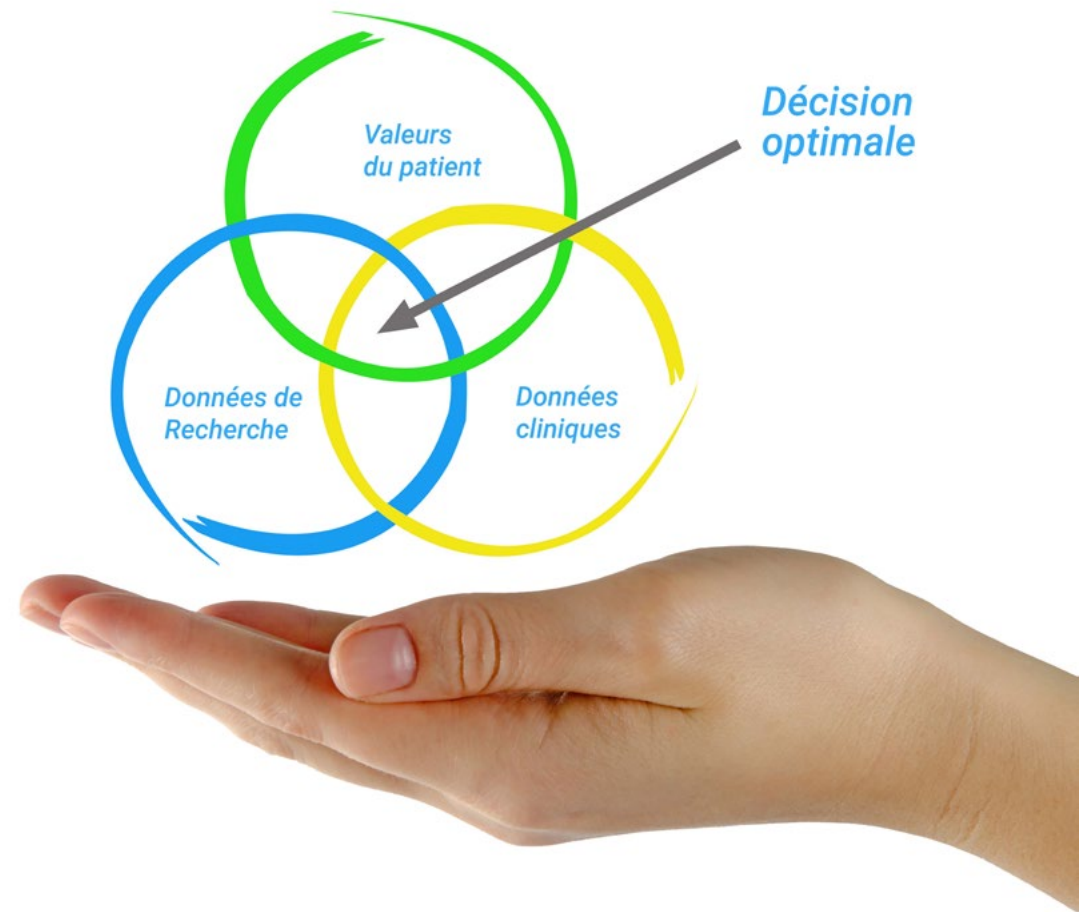 Valeurs
du patient
Décision
optimale
Données de
Recherche
Données
cliniques